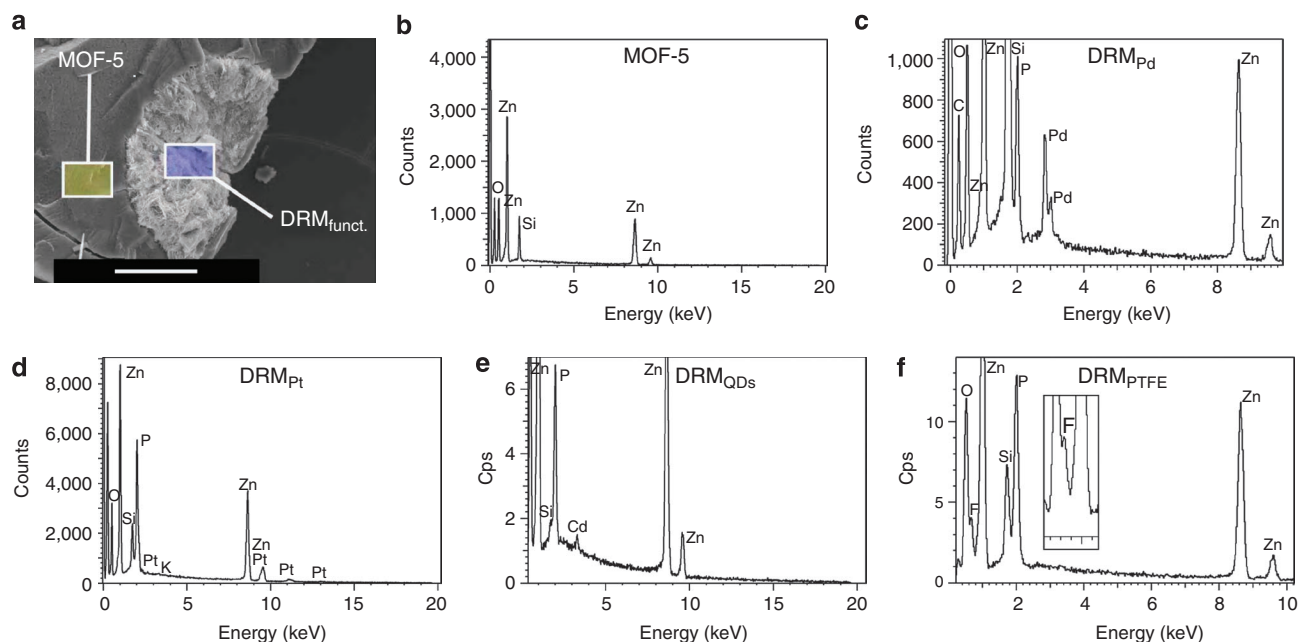 a
MOF-5
DRMfunct.
b
MOF-5
4,000
3,000
2,000
1,000
0
Counts
Zn
O
Zn
Si
Zn
Zn
0 5 10 15 20
Energy (keV)
c
DRMPd
1,000
800
600
400
200
0
Counts
O
Zn
Si
P
C
Zn
Pd
Pd
Zn
Zn
0 2 4 6 8
Energy (keV)
d
DRMPt
8,000
6,000
4,000
2,000
0
Counts
Zn
P
O
Si
Pt
K
Zn
Zn
Pt
Pt
Pt
0 5 10 15 20
Energy (keV)
e
DRMQDs
6
4
2
0
Cps
Zn
P
Zn
Si
Cd
Zn
5 10 15 20
Energy (keV)
f
DRMPTFE
10
5
0
Cps
O
Zn
P
F
Si
F
Zn
Zn
2 4 6 8 10
Energy (keV)